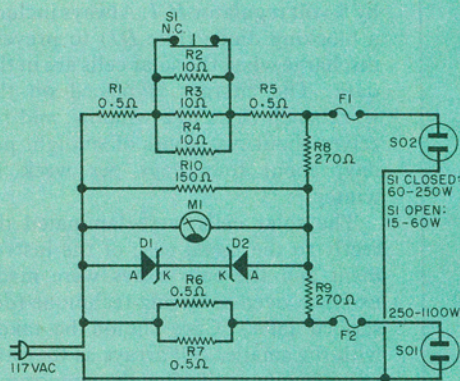 S1
N.C.
R2
10Ω
R1
0.5Ω
R3
10Ω
R5
0.5Ω
F1
R4
10Ω
R8
270Ω
SO2
R10
150Ω
S1 CLOSED:
60-250W
S1 OPEN:
15-60W
M1
D1
D2
A
K
K
A
R6
0.5Ω
R9
270Ω
250-1100W
R7
0.5Ω
F2
117VAC
SO1